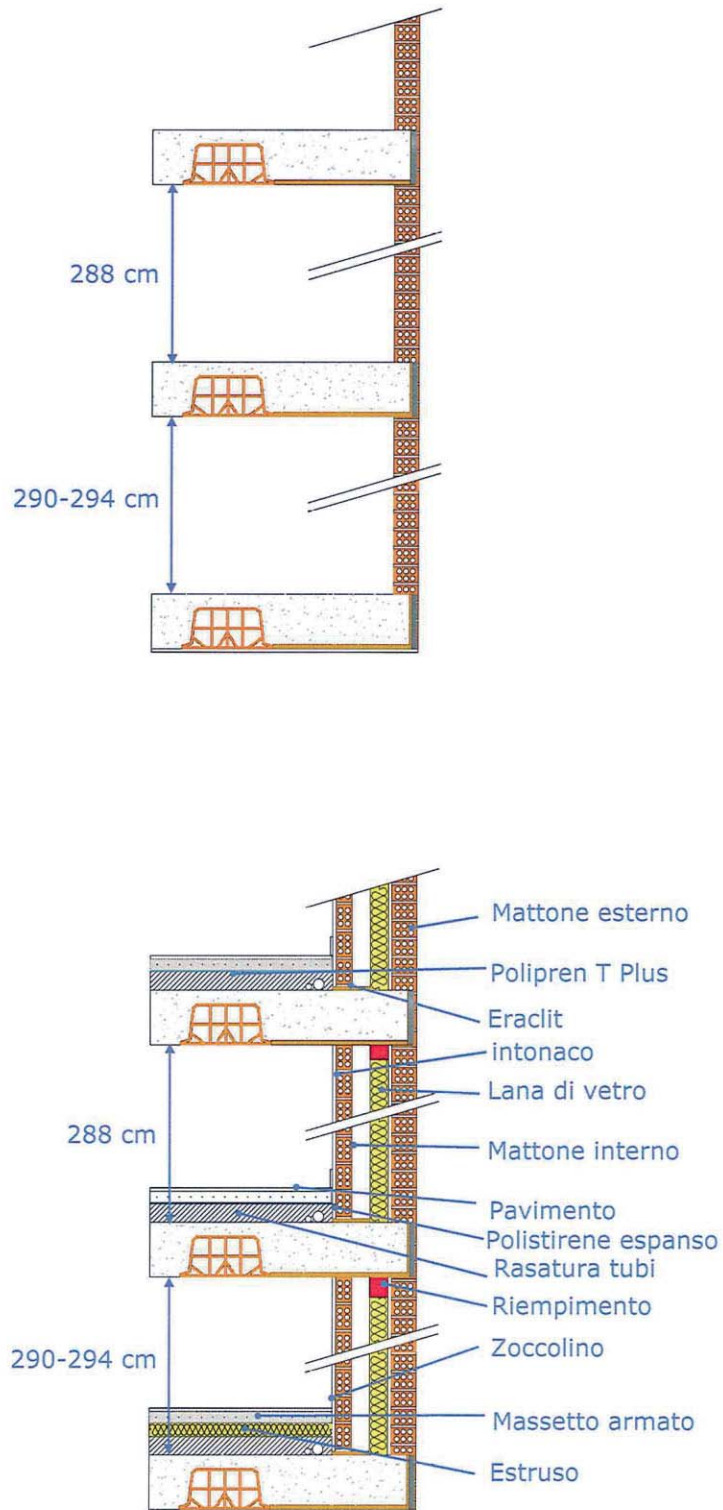 288 cm
290-294 cm
Mattone esterno
Polipren T Plus
Eraclit
intonaco
Lana di vetro
288 cm
Mattone interno
Pavimento
Polistirene espanso
Rasatura tubi
Riempimento
Zoccolino
290-294 cm
Massetto armato
Estruso